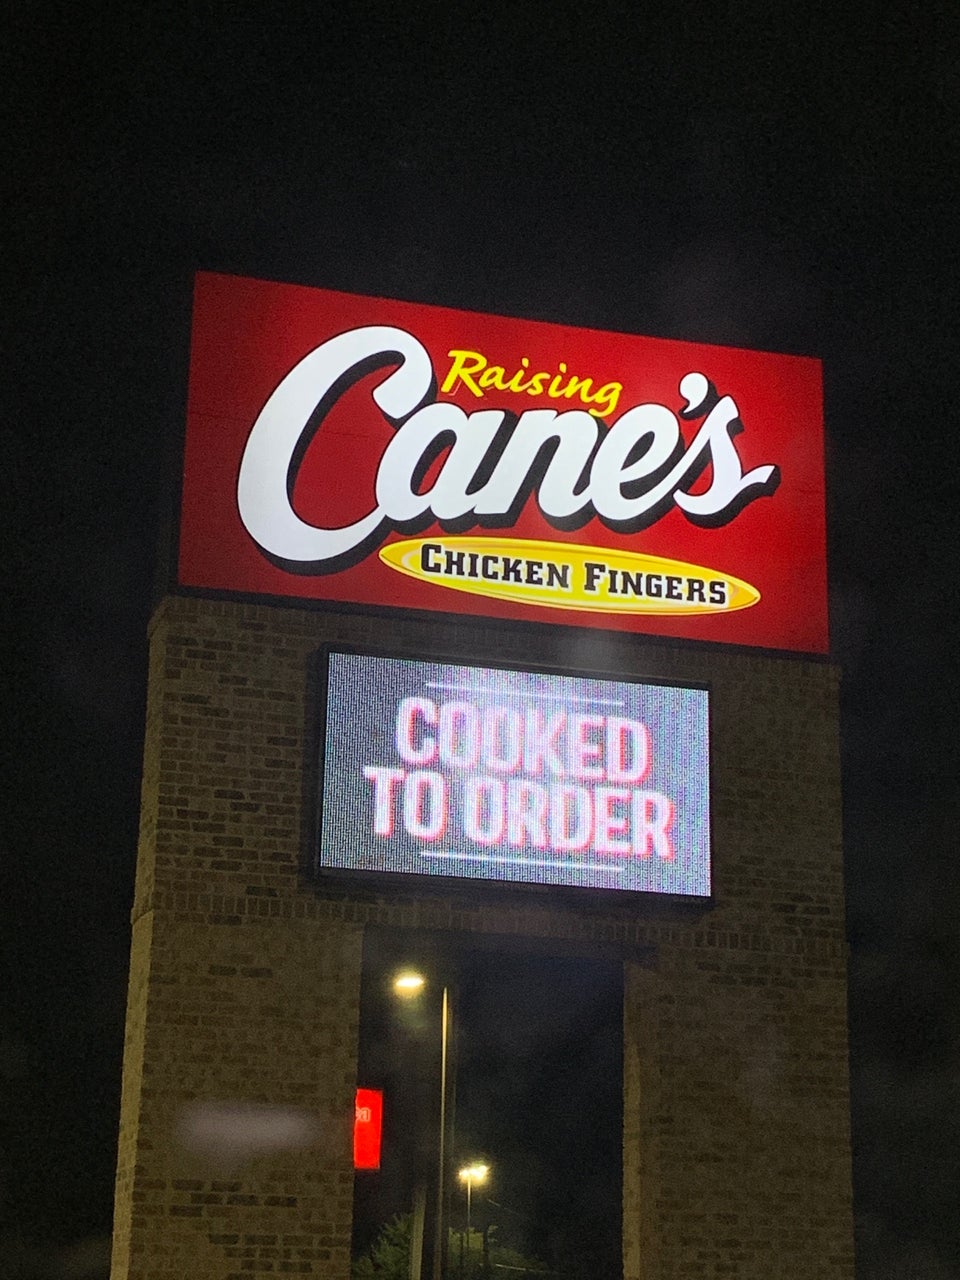 Raising
Cane's
CHICKEN FINGERS
COOKED
TO ORDER